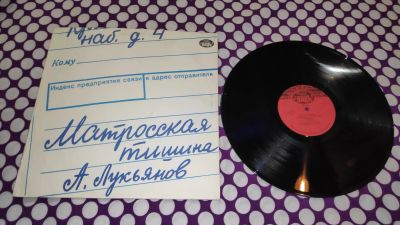 наб. д. 4
Кому
Индекс предприятия связи и адрес отправителя
Матросская
тишина
А. Лукьянов